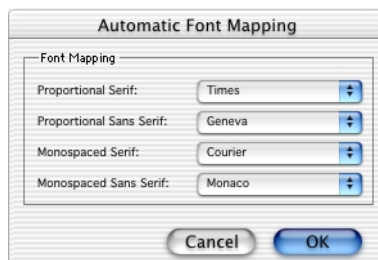 Automatic Font Mapping
Font Mapping
Proportional Serif: Times
Proportional Sans Serif: Geneva
Monospaced Serif: Courier
Monospaced Sans Serif: Monaco
Cancel OK